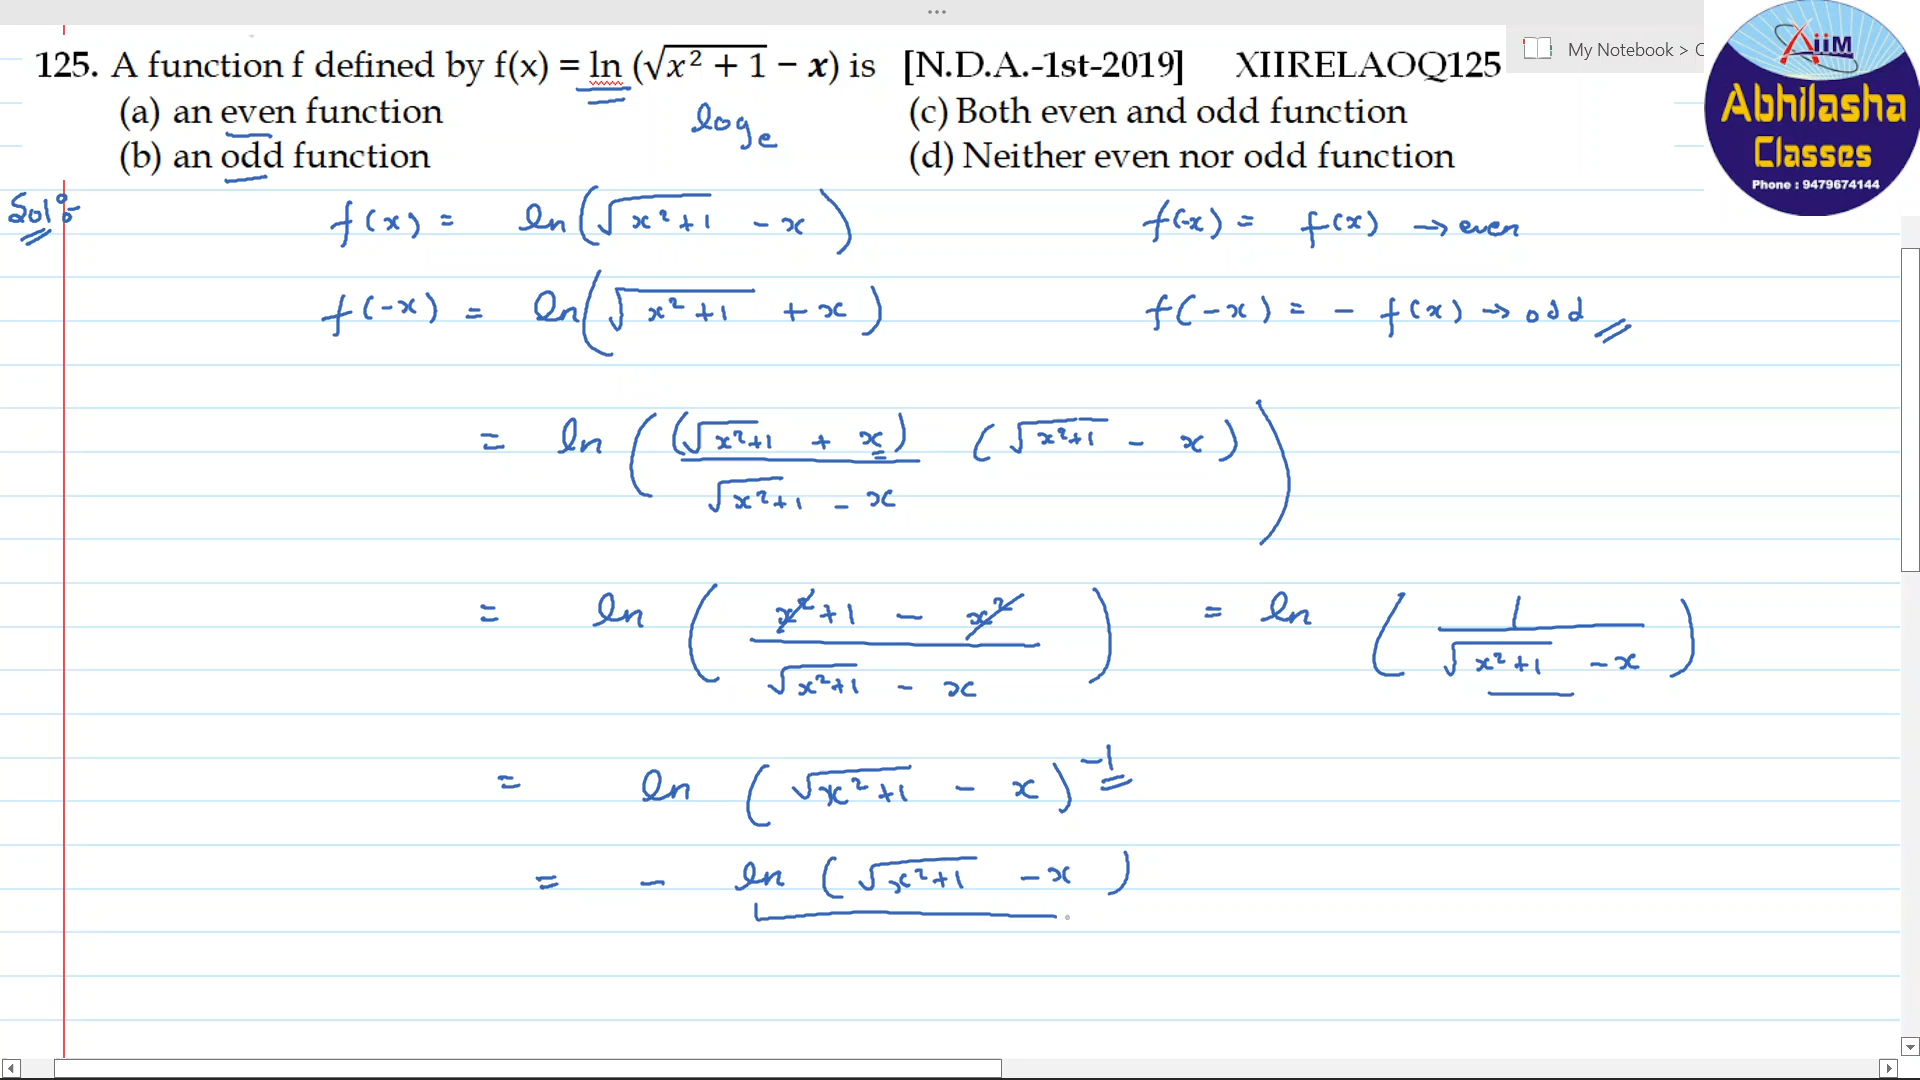 ...
125. A function f defined by f(x) = ln (√x² + 1 − x) is [N.D.A.-1st-2019] XIIRELAOQ125
My Notebook > C
AiiM
Abhilasha
Classes
Phone : 9479674144
(a) an even function (c) Both even and odd function
logₑ
(b) an odd function (d) Neither even nor odd function
Solⁿ:- f(x) = ln(√x²+1 - x) f(-x) = f(x) → even
f(-x) = ln(√x²+1 + x) f(-x) = - f(x) → odd
= ln ( (√x²+1 + x) / √x²+1 - x (√x²+1 - x) )
= ln ( x²+1 - x² / √x²+1 - x ) = ln ( 1 / √x²+1 - x )
= ln (√x²+1 - x)⁻¹
= - ln (√x²+1 - x)